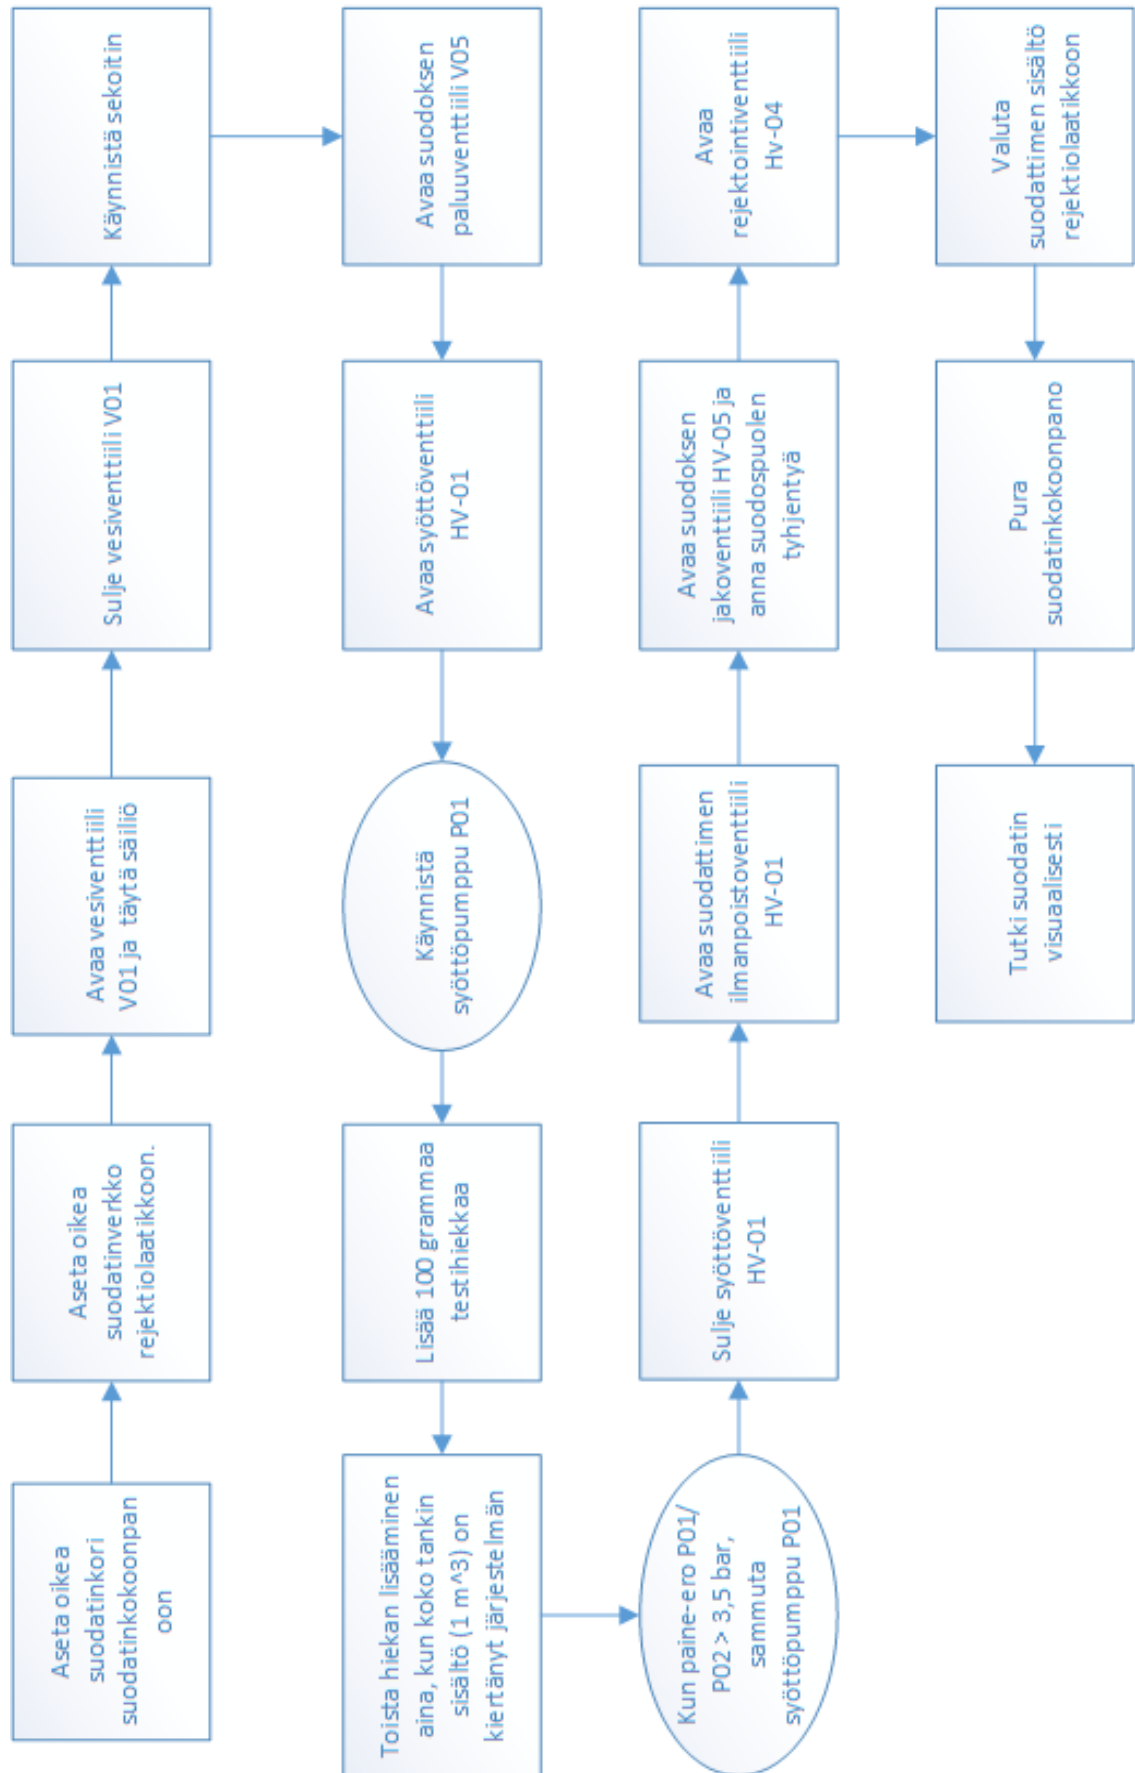 Aseta oikea
suodatinkori
suodatinkokoonpan
oon
Aseta oikea
suodatinverkko
rejektiolaatikkoon.
Avaa vesiventtiili
V01 ja täytä säiliö
Sulje vesiventtiili V01
Käynnistä sekoitin
Avaa suodoksen
paluuventtiili V05
Avaa syöttöventtiili
HV-01
Käynnistä
syöttöpumppu P01
Lisää 100 grammaa
testihiekkaa
Toista hiekan lisääminen
aina, kun koko tankin
sisältö (1 m^3) on
kiertänyt järjestelmän
Kun paine-ero P01/
P02 > 3,5 bar,
sammuta
syöttöpumppu P01
Sulje syöttöventtiili
HV-01
Avaa suodattimen
ilmanpoistoventtiili
HV-01
Avaa suodoksen
jakoventtiili HV-05 ja
anna suodospuolen
tyhjentyä
Avaa
rejektointiventtiili
Hv-04
Valuta
suodattimen sisältö
rejektiolaatikkoon
Pura
suodatinkokoonpano
Tutki suodatin
visuaalisesti